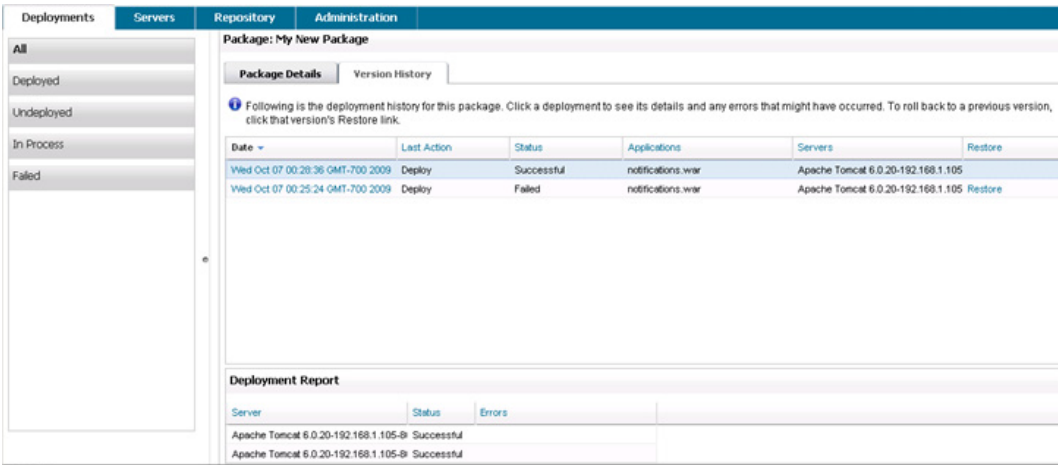 Deployments Servers Repository Administration
All
Deployed
Undeployed
In Process
Failed
Package: My New Package
Package Details Version History
Following is the deployment history for this package. Click a deployment to see its details and any errors that might have occurred. To roll back to a previous version,
click that version's Restore link.
Date Last Action Status Applications Servers Restore
Wed Oct 07 00:28:36 GMT-700 2009 Deploy Successful notifications.war Apache Tomcat 6.0.20-192.168.1.105
Wed Oct 07 00:25:24 GMT-700 2009 Deploy Failed notifications.war Apache Tomcat 6.0.20-192.168.1.105 Restore
Deployment Report
Server Status Errors
Apache Tomcat 6.0.20-192.168.1.105-8 Successful
Apache Tomcat 6.0.20-192.168.1.105-8 Successful